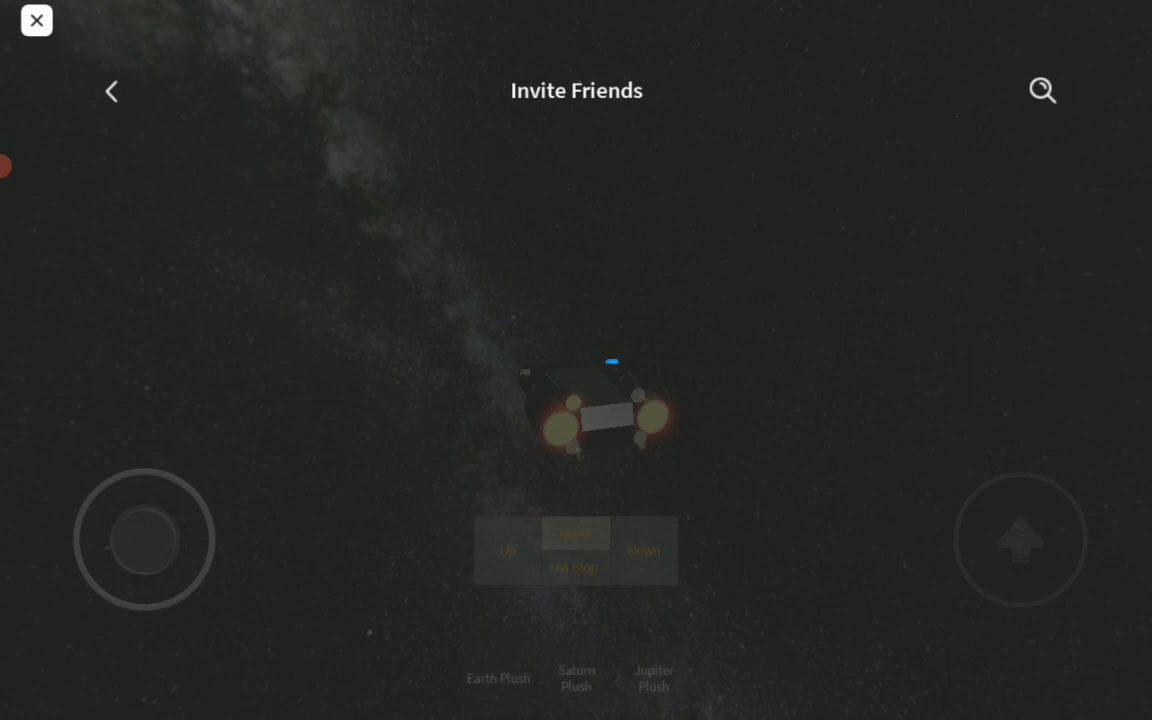 Invite Friends
Up
Down
All Stop
Earth Plush
Saturn
Plush
Jupiter
Plush